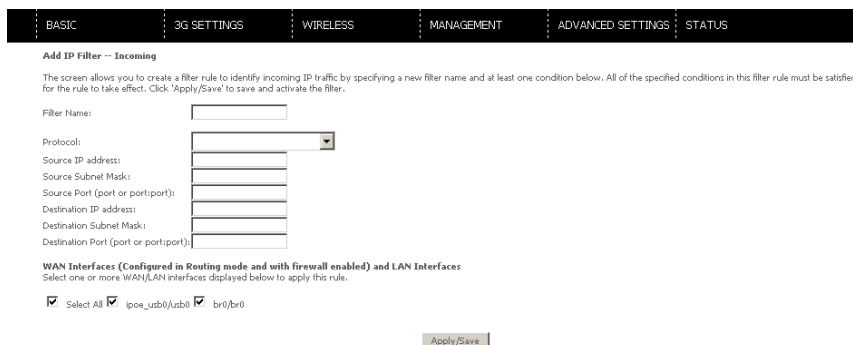 BASIC 3G SETTINGS WIRELESS MANAGEMENT ADVANCED SETTINGS STATUS
Add IP Filter -- Incoming
The screen allows you to create a filter rule to identify incoming IP traffic by specifying a new filter name and at least one condition below. All of the specified conditions in this filter rule must be satisfie
for the rule to take effect. Click 'Apply/Save' to save and activate the filter.
Filter Name:
Protocol:
Source IP address:
Source Subnet Mask:
Source Port (port or port:port):
Destination IP address:
Destination Subnet Mask:
Destination Port (port or port:port):
WAN Interfaces (Configured in Routing mode and with firewall enabled) and LAN Interfaces
Select one or more WAN/LAN interfaces displayed below to apply this rule.
Select All ipoe_usb0/usb0 br0/br0
Apply/Save